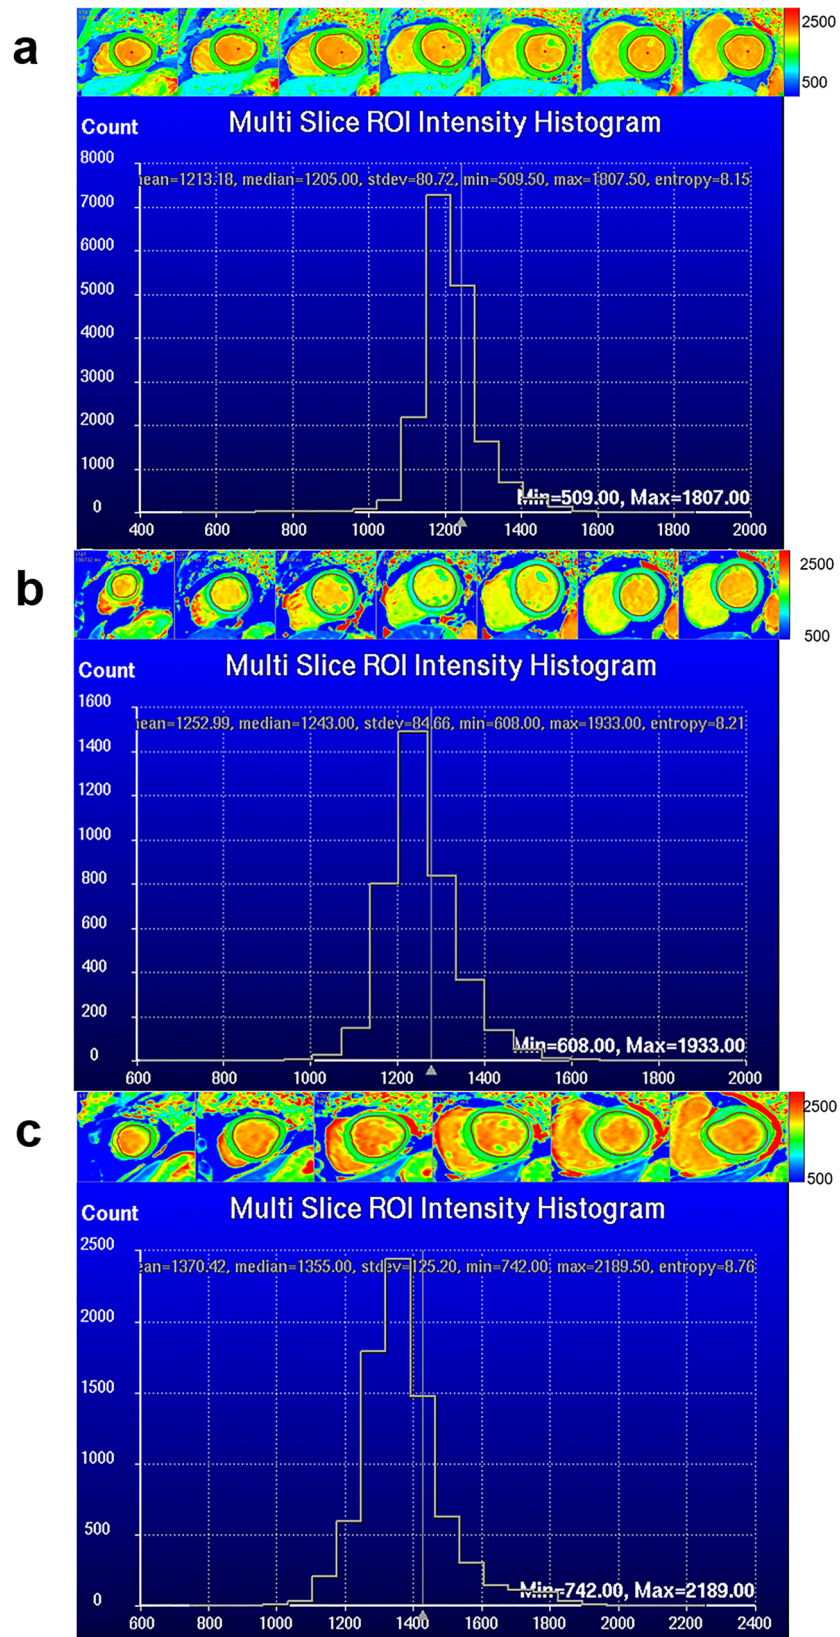 a
2500
500
Count
Multi Slice ROI Intensity Histogram
8000
ean=1213.18, median=1205.00, stdev=80.72, min=509.50, max=1807.50, entropy=8.15
7000
6000
5000
4000
3000
2000
1000
Min=509.00, Max=1807.00
0
400 600 800 1000 1200 1400 1600 1800 2000
b
2500
500
Count
Multi Slice ROI Intensity Histogram
1600
ean=1252.99, median=1243.00, stdev=84.66, min=608.00, max=1933.00, entropy=8.21
1400
1200
1000
800
600
400
200
Min=608.00, Max=1933.00
0
600 800 1000 1200 1400 1600 1800 2000
c
2500
500
Count
Multi Slice ROI Intensity Histogram
2500
ean=1370.42, median=1355.00, stdev=125.20, min=742.00, max=2189.50, entropy=8.76
2000
1500
1000
500
Min=742.00, Max=2189.00
0
600 800 1000 1200 1400 1600 1800 2000 2200 2400